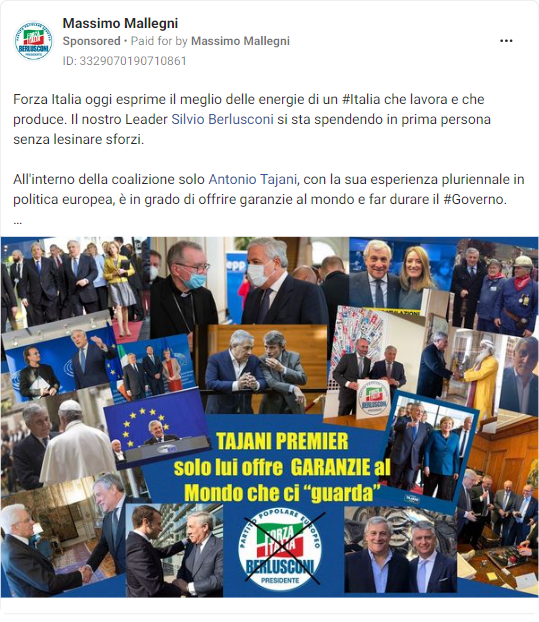 Massimo Mallegni
Sponsored • Paid for by Massimo Mallegni
ID: 3329070190710861
Forza Italia oggi esprime il meglio delle energie di un #Italia che lavora e che
produce. Il nostro Leader Silvio Berlusconi si sta spendendo in prima persona
senza lesinare sforzi.
All'interno della coalizione solo Antonio Tajani, con la sua esperienza pluriennale in
politica europea, è in grado di offrire garanzie al mondo e far durare il #Governo.
...
epp
TAJANI PREMIER
solo lui offre GARANZIE al
Mondo che ci “guarda”
PARTITO POPOLARE EUROPEO
FORZA
ITALIA
BERLUSCONI
PRESIDENTE